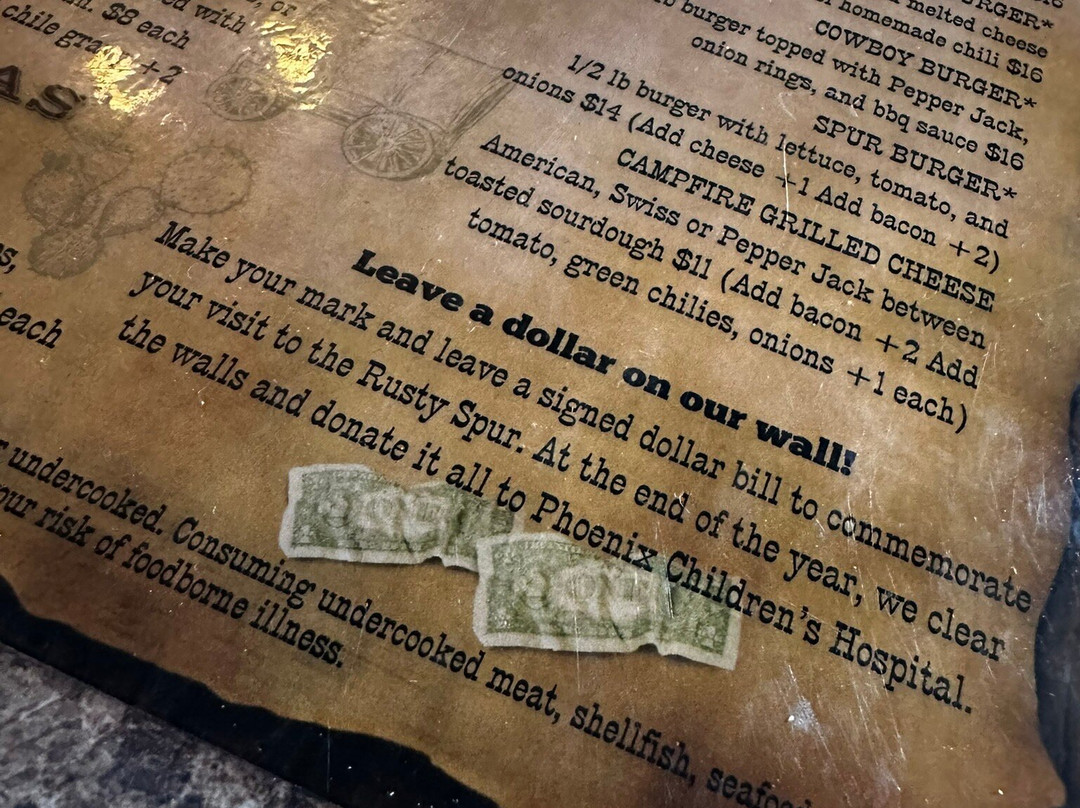 ed with
, or
$8 each
chile gravy +2
AS
each
BURGER*
melted cheese
homemade chili $16
COWBOY BURGER*
burger topped with Pepper Jack,
onion rings, and bbq sauce $16
SPUR BURGER*
1/2 lb burger with lettuce, tomato, and
onions $14 (Add cheese +1 Add bacon +2)
CAMPFIRE GRILLED CHEESE
American, Swiss or Pepper Jack between
toasted sourdough $11 (Add bacon +2 Add
tomato, green chilies, onions +1 each)
Leave a dollar on our wall!
Make your mark and leave a signed dollar bill to commemorate
your visit to the Rusty Spur. At the end of the year, we clear
the walls and donate it all to Phoenix Children's Hospital.
undercooked. Consuming undercooked meat, shellfish, seafood
our risk of foodborne illness.